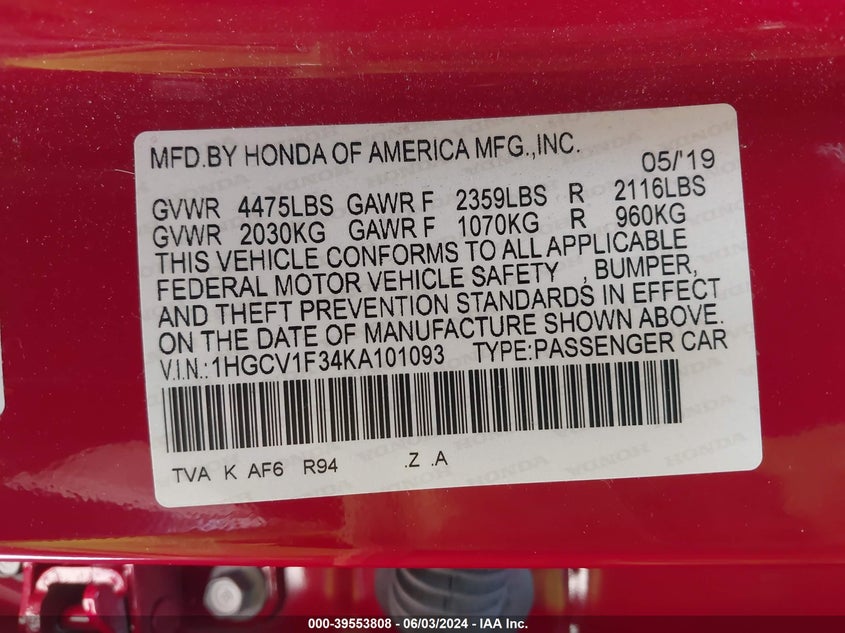 MFD.BY HONDA OF AMERICA MFG.,INC. 05/'19
GVWR 4475LBS GAWR F 2359LBS R 2116LBS
GVWR 2030KG GAWR F 1070KG R 960KG
THIS VEHICLE CONFORMS TO ALL APPLICABLE
FEDERAL MOTOR VEHICLE SAFETY , BUMPER,
AND THEFT PREVENTION STANDARDS IN EFFECT
ON THE DATE OF MANUFACTURE SHOWN ABOVE.
V.I.N.:1HGCV1F34KA101093 TYPE:PASSENGER CAR
TVA K AF6 R94 .Z .A
000-39553808 | 06/03/2024 - IAA Inc.